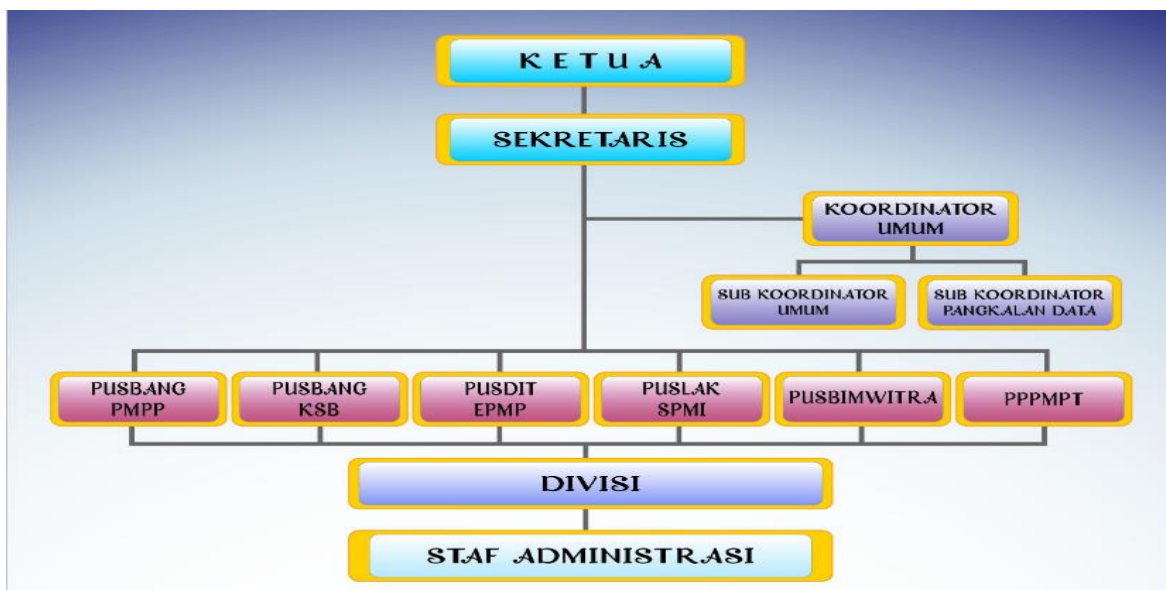 K E T U A
SEKRETARIS
KOORDINATOR
UMUM
SUB KOORDINATOR
UMUM
SUB KOORDINATOR
PANGKALAN DATA
PUSBANG
PMPP
PUSBANG
KSB
PUSDIT
EPMP
PUSLAK
SPMI
PUSBIMWITRA
PPPMPT
DIVISI
STAF ADMINISTRASI